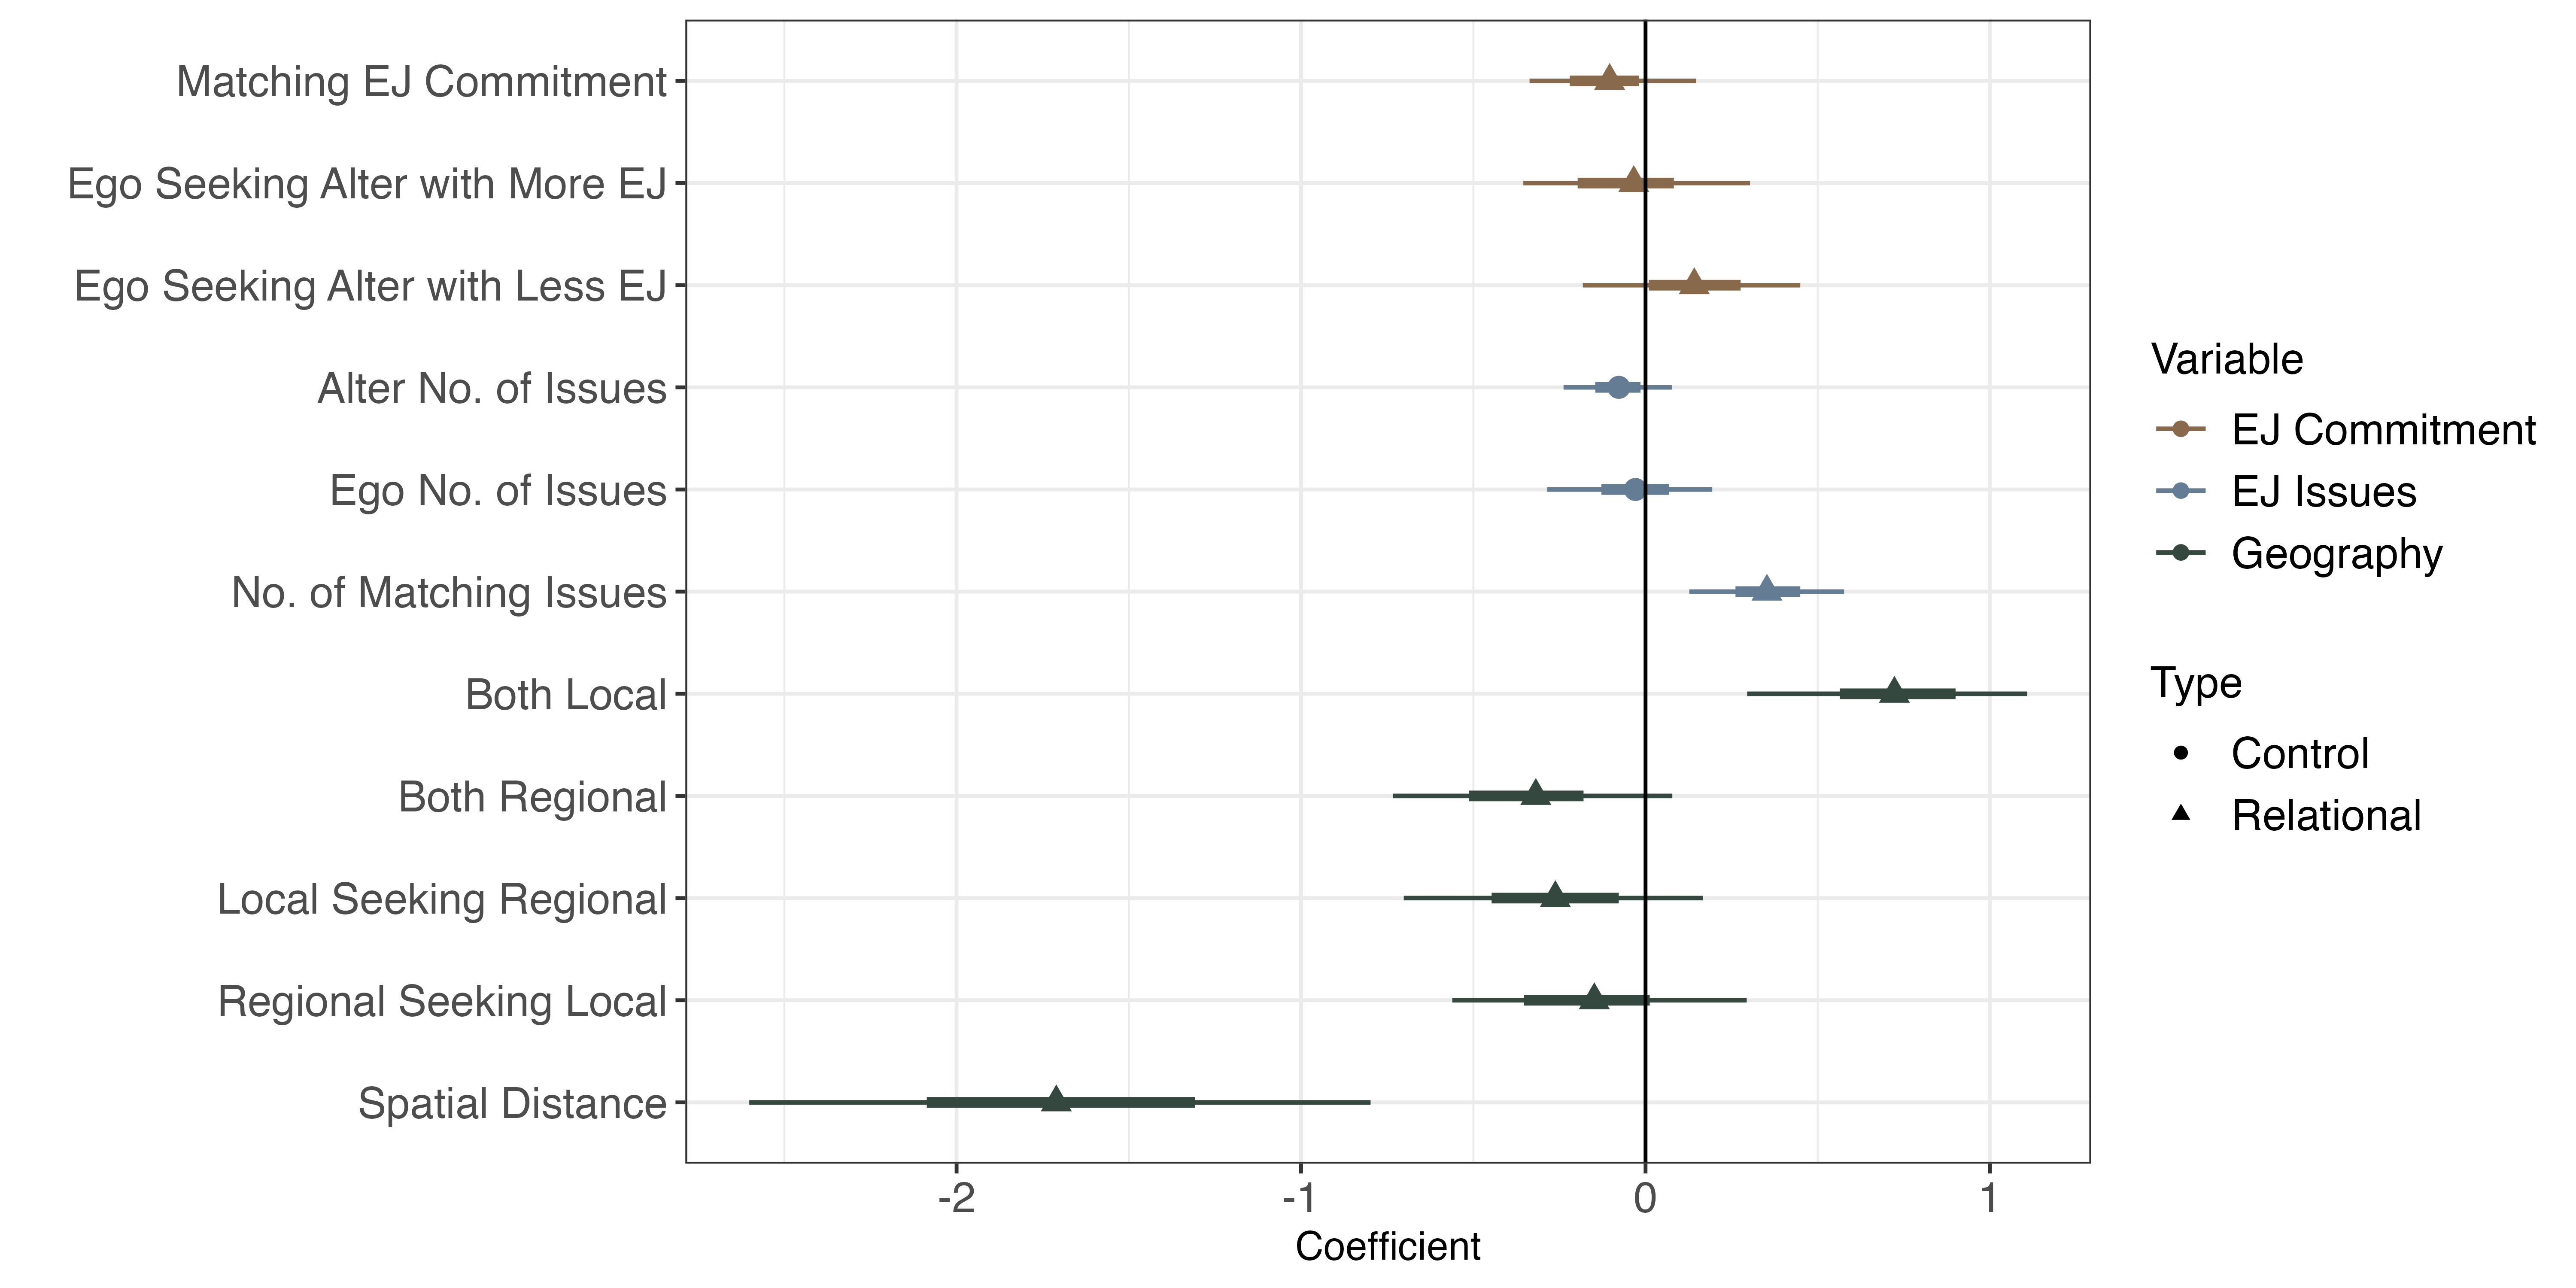 Matching EJ Commitment
Ego Seeking Alter with More EJ
Ego Seeking Alter with Less EJ
Alter No. of Issues
Ego No. of Issues
No. of Matching Issues
Both Local
Both Regional
Local Seeking Regional
Regional Seeking Local
Spatial Distance
-2 -1 0 1
Coefficient
Variable
EJ Commitment
EJ Issues
Geography
Type
Control
Relational